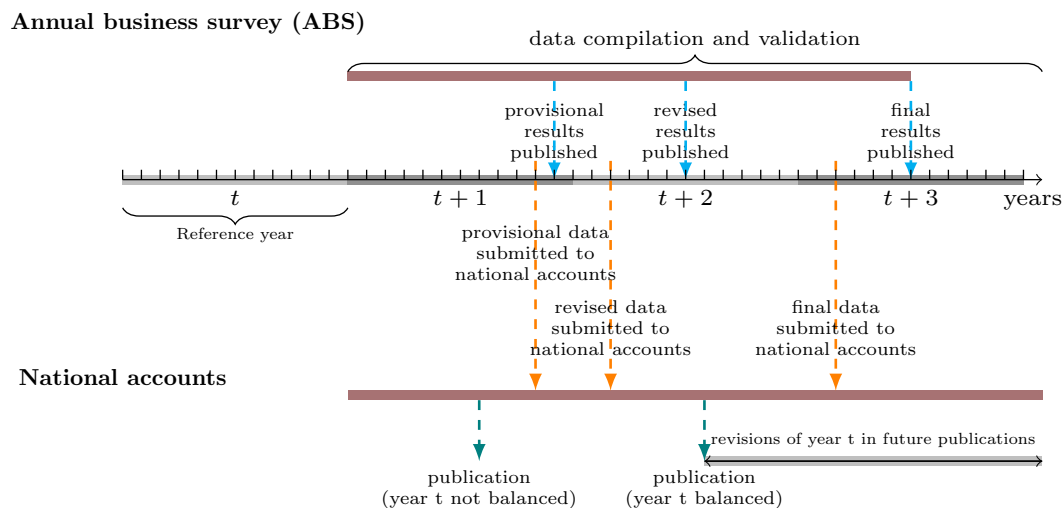 Annual business survey (ABS)
data compilation and validation
provisional
results
published
revised
results
published
final
results
published
t
t + 1
t + 2
t + 3
years
Reference year
provisional data
submitted to
national accounts
revised data
submitted to
national accounts
final data
submitted to
national accounts
National accounts
revisions of year t in future publications
publication
(year t not balanced)
publication
(year t balanced)